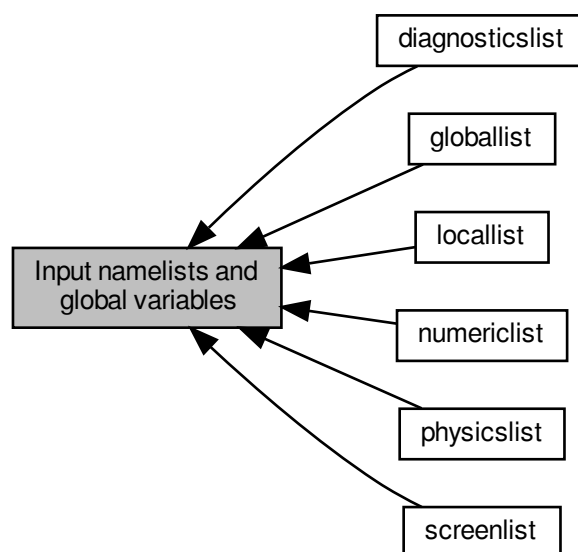 diagnosticslist
globallist
locallist
Input namelists and
global variables
numericlist
physicslist
screenlist